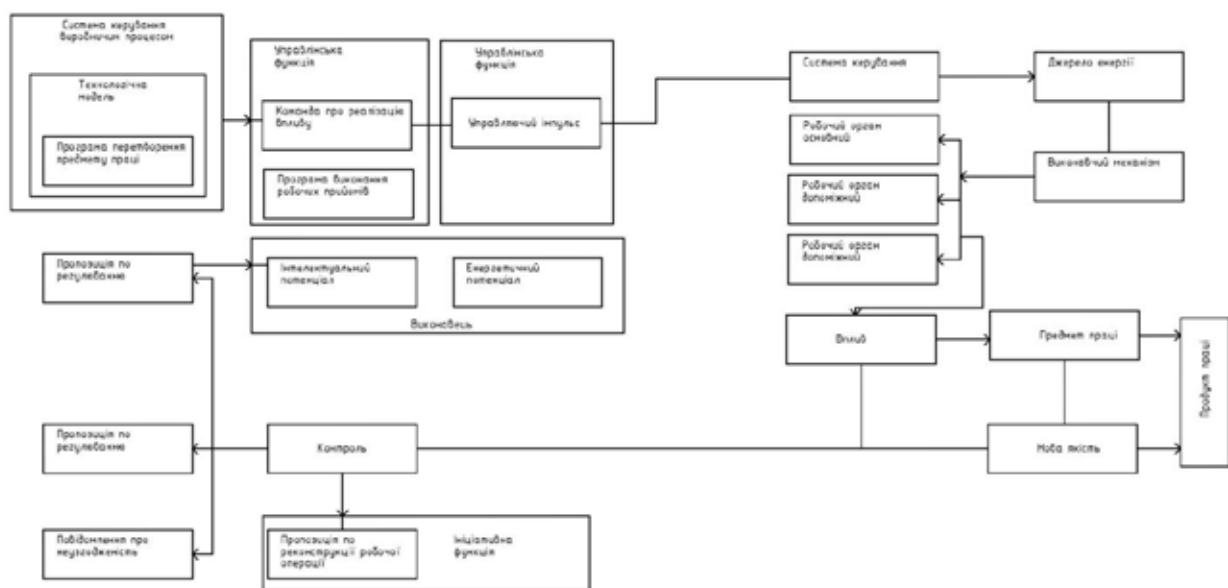 Система керування
виробничим процесом
Технологічна
модель
Програма перетворення
предмету праці
Управлінська
функція
Команда про реалізацію
впливу
Програма виконання
робочих прийомів
Управлінська
функція
Управляючий імпульс
Система керування
Джерело енергії
Робочий орган
основний
Виконавчий механізм
Робочий орган
допоміжний
Робочий орган
допоміжний
Пропозиція по
регулюванню
Інтелектуальний
потенціал
Енергетичний
потенціал
Виконавець
Вплив
Предмет праці
Продукт праці
Пропозиція по
регулюванню
Контроль
Нова якість
Повідомлення про
неузгодженість
Пропозиція по
реконструкції робочої
операції
Ініціативна
функція